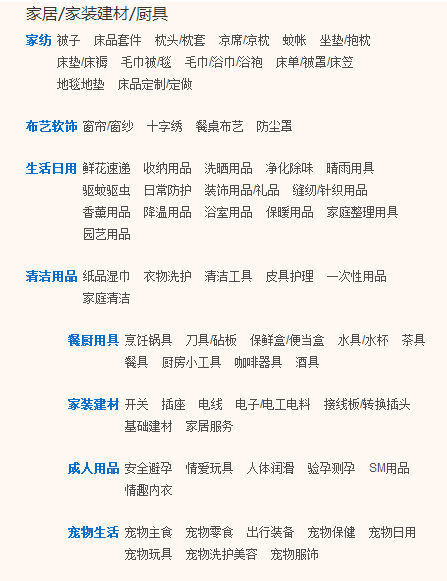 家居/家装建材/厨具
家纺 被子 床品套件 枕头/枕套 凉席/凉枕 蚊帐 坐垫/抱枕
床垫/床褥 毛巾被/毯 毛巾/浴巾/浴袍 床单/被罩/床笠
地毯地垫 床品定制/定做
布艺软饰 窗帘/窗纱 十字绣 餐桌布艺 防尘罩
生活日用 鲜花速递 收纳用品 洗晒用品 净化除味 晴雨用具
驱蚊驱虫 日常防护 装饰用品/礼品 缝纫/针织用品
香薰用品 降温用品 浴室用品 保暖用品 家庭整理用具
园艺用品
清洁用品 纸品湿巾 衣物洗护 清洁工具 皮具护理 一次性用品
家庭清洁
餐厨用具 烹饪锅具 刀具/砧板 保鲜盒/便当盒 水具/水杯 茶具
餐具 厨房小工具 咖啡器具 酒具
家装建材 开关 插座 电线 电子/电工电料 接线板/转换插头
基础建材 家居服务
成人用品 安全避孕 情爱玩具 人体润滑 验孕测孕 SM用品
情趣内衣
宠物生活 宠物主食 宠物零食 出行装备 宠物保健 宠物日用
宠物玩具 宠物洗护美容 宠物服饰